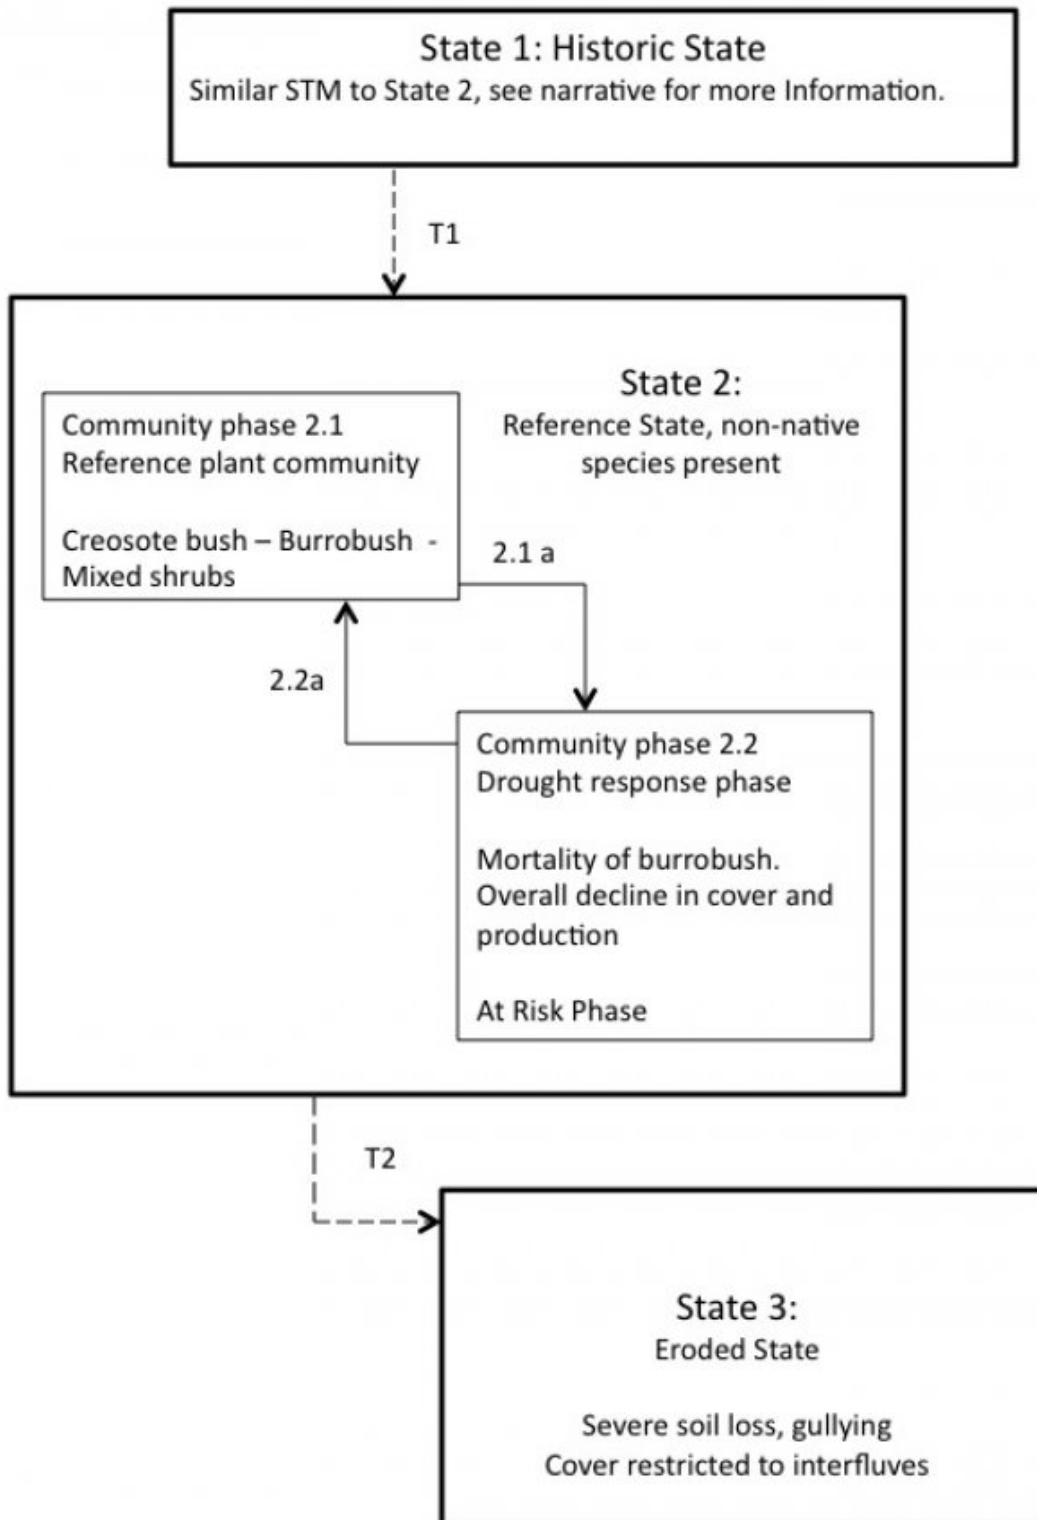 State 1: Historic State
Similar STM to State 2, see narrative for more Information.
T1
State 2:
Reference State, non-native
species present
Community phase 2.1
Reference plant community
Creosote bush – Burrobush -
Mixed shrubs
2.1 a
2.2a
Community phase 2.2
Drought response phase
Mortality of burrobush.
Overall decline in cover and
production
At Risk Phase
T2
State 3:
Eroded State
Severe soil loss, gullying
Cover restricted to interfluves